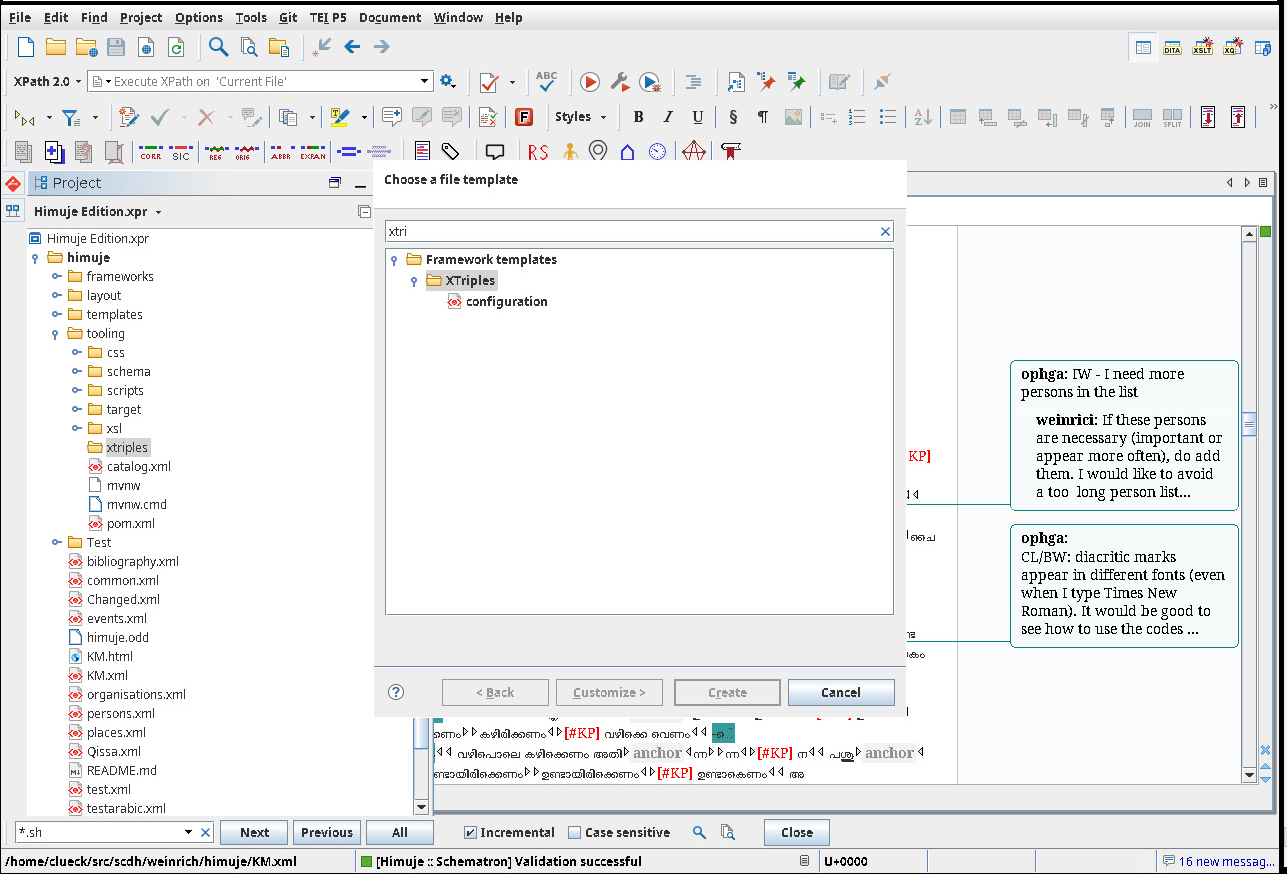 File Edit Find Project Options Tools Git TEI P5 Document Window Help
DITA XSLT XQ
XPath 2.0 Execute XPath on 'Current File' ABC
F Styles B I U § ¶ A Z JOIN SPLIT
CORR SIC REG ORIG ABBR EXPAN RS
Project
Himuje Edition.xpr
Himuje Edition.xpr
himuje
frameworks
layout
templates
tooling
css
schema
scripts
target
xsl
xtriples
catalog.xml
mvnw
mvnw.cmd
pom.xml
Test
bibliography.xml
common.xml
Changed.xml
events.xml
himuje.odd
KM.html
KM.xml
organisations.xml
persons.xml
places.xml
Qissa.xml
README.md
test.xml
testarabic.xml
Choose a file template
xtri
Framework templates
XTriples
configuration
? < Back Customize > Create Cancel
KP]
ophga: IW - I need more
persons in the list
weinrici: If these persons
are necessary (important or
appear more often), do add
them. I would like to avoid
a too long person list...
ophga:
CL/BW: diacritic marks
appear in different fonts (even
when I type Times New
Roman). It would be good to
see how to use the codes ...
ണെം കഴിരിക്കണം [#KP] വഴിക്കെ വെണം
വഴിപൊലെ കഴിക്കെണം അതി anchor ന്ന ന്ന [#KP] ന പശു anchor
ണ്ടായിരിക്കെണം ഉണ്ടായിരിക്കെണം [#KP] ഉണ്ടാകെണം അ
*.sh Next Previous All Incremental Case sensitive Close
/home/clueck/src/scdh/weinrich/himuje/KM.xml [Himuje :: Schematron] Validation successful U+0000 16 new messag...